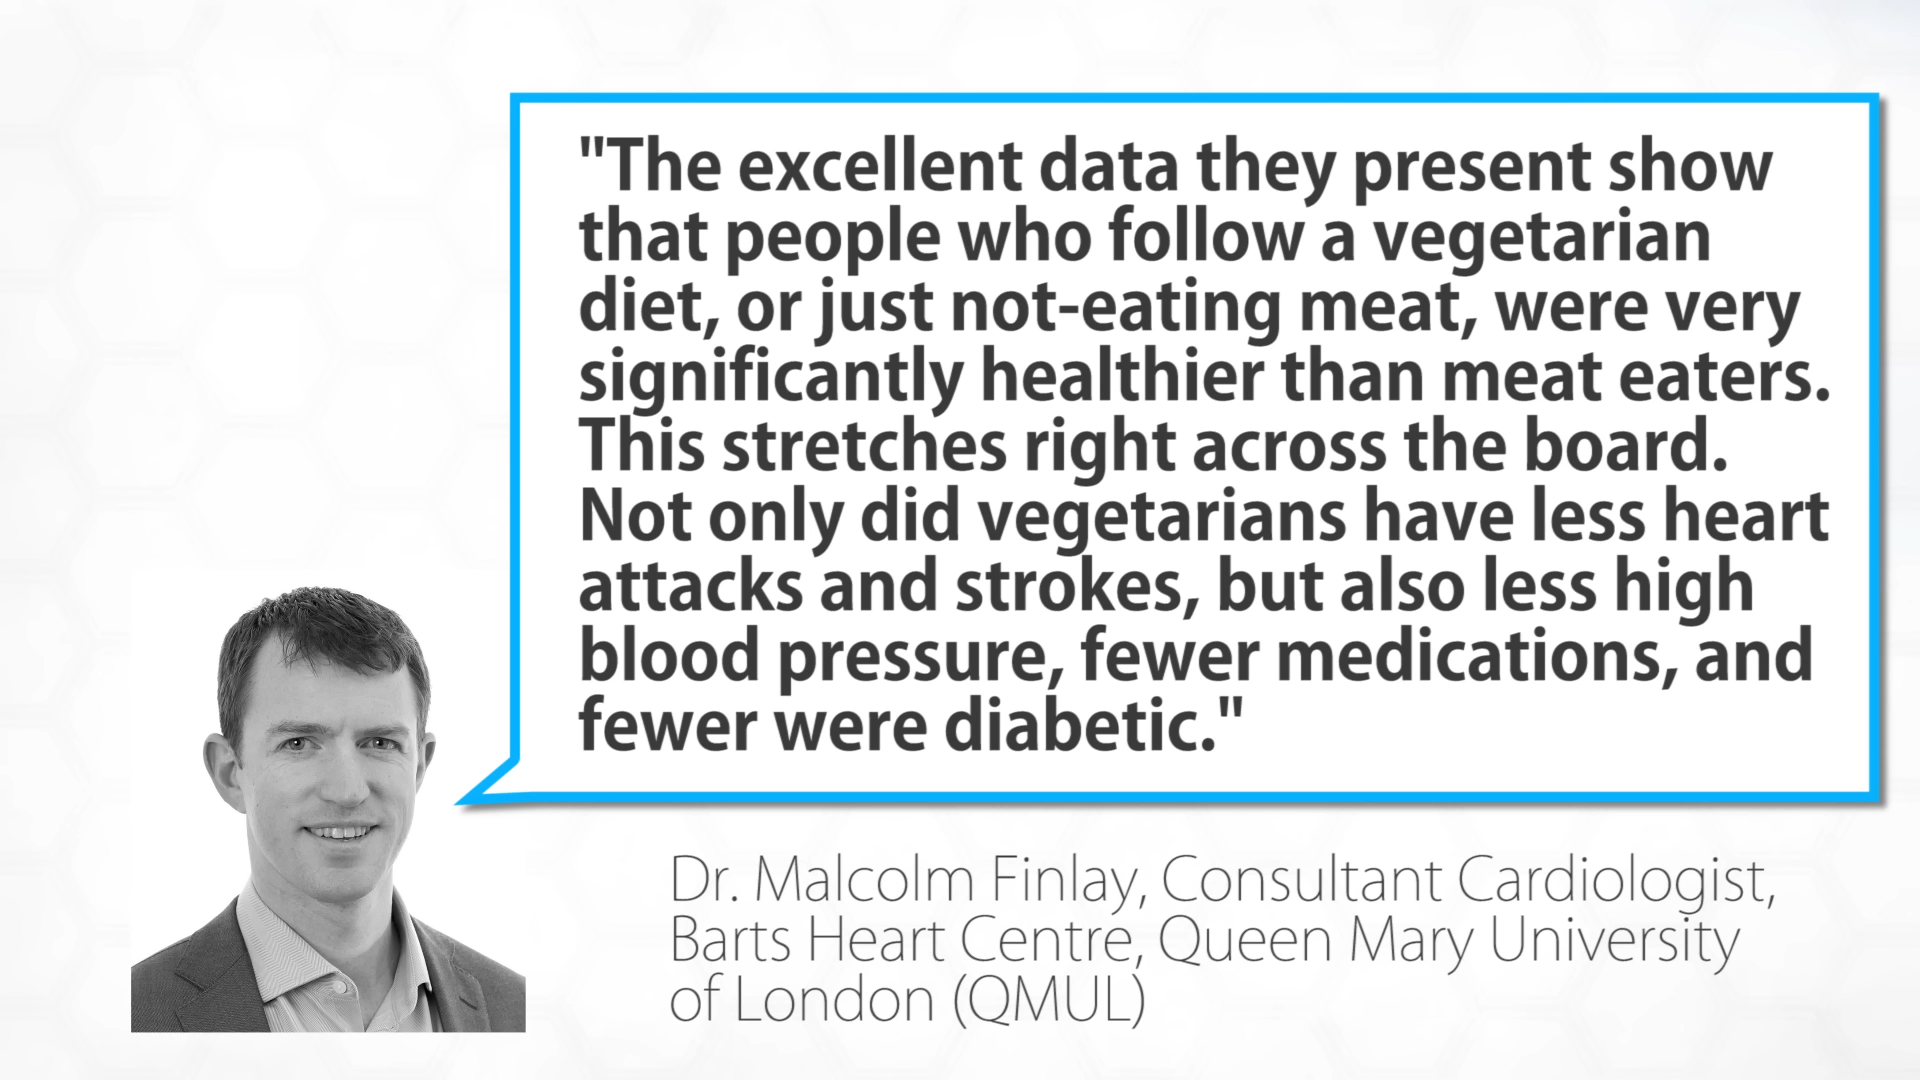 "The excellent data they present show
that people who follow a vegetarian
diet, or just not-eating meat, were very
significantly healthier than meat eaters.
This stretches right across the board.
Not only did vegetarians have less heart
attacks and strokes, but also less high
blood pressure, fewer medications, and
fewer were diabetic."
Dr. Malcolm Finlay, Consultant Cardiologist,
Barts Heart Centre, Queen Mary University
of London (QMUL)